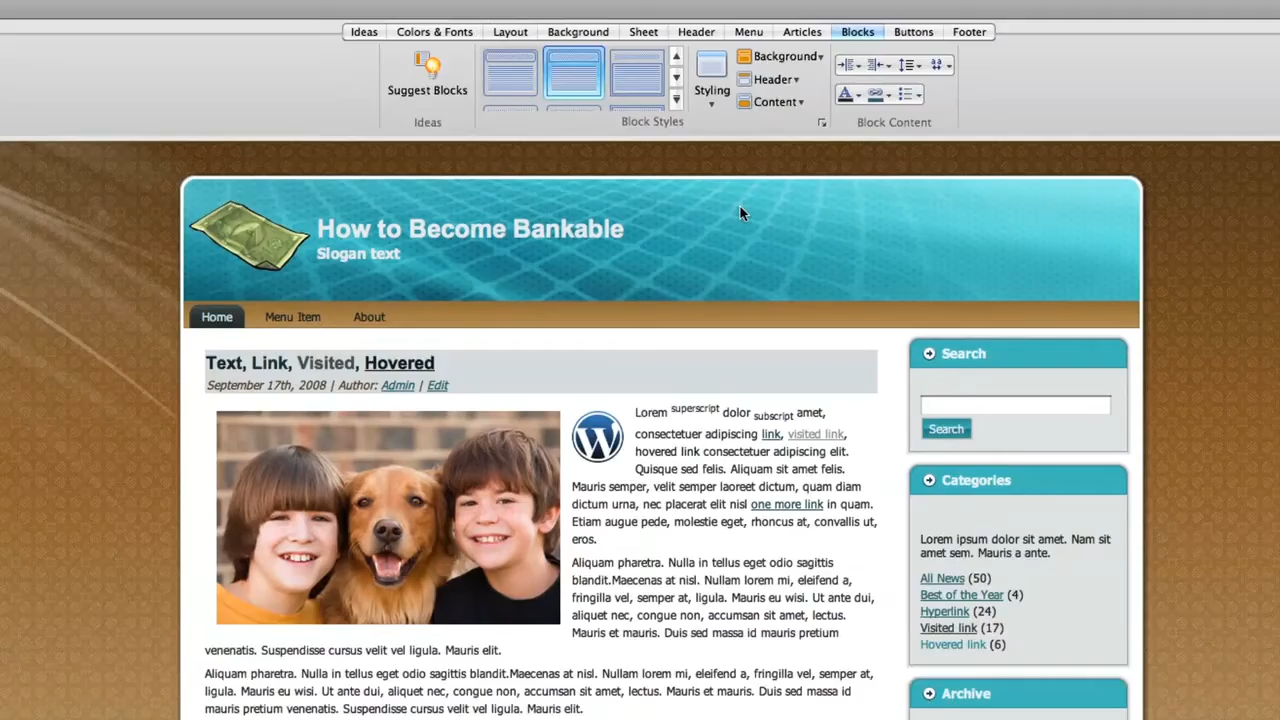 Ideas Colors & Fonts Layout Background Sheet Header Menu Articles Blocks Buttons Footer
Suggest Blocks
Ideas
Block Styles
Styling
Background
Header
Content
Block Content
How to Become Bankable
Slogan text
Home Menu Item About
Text, Link, Visited, Hovered
September 17th, 2008 | Author: Admin | Edit
Lorem superscript dolor subscript amet,
consectetuer adipiscing link, visited link,
hovered link consectetuer adipiscing elit.
Quisque sed felis. Aliquam sit amet felis.
Mauris semper, velit semper laoreet dictum, quam diam
dictum urna, nec placerat elit nisl one more link in quam.
Etiam augue pede, molestie eget, rhoncus at, convallis ut,
eros.
Aliquam pharetra. Nulla in tellus eget odio sagittis
blandit.Maecenas at nisl. Nullam lorem mi, eleifend a,
fringilla vel, semper at, ligula. Mauris eu wisi. Ut ante dui,
aliquet nec, congue non, accumsan sit amet, lectus.
Mauris et mauris. Duis sed massa id mauris pretium
venenatis. Suspendisse cursus velit vel ligula. Mauris elit.
Aliquam pharetra. Nulla in tellus eget odio sagittis blandit.Maecenas at nisl. Nullam lorem mi, eleifend a, fringilla vel, semper at,
ligula. Mauris eu wisi. Ut ante dui, aliquet nec, congue non, accumsan sit amet, lectus. Mauris et mauris. Duis sed massa id
mauris pretium venenatis. Suspendisse cursus velit vel ligula. Mauris elit.
Search
Search
Categories
Lorem ipsum dolor sit amet. Nam sit
amet sem. Mauris a ante.
All News (50)
Best of the Year (4)
Hyperlink (24)
Visited link (17)
Hovered link (6)
Archive